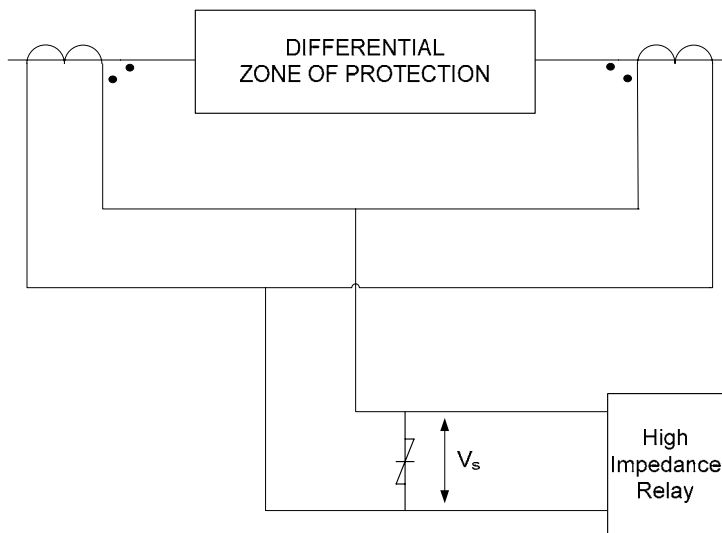 DIFFERENTIAL
ZONE OF PROTECTION
Vs
High
Impedance
Relay